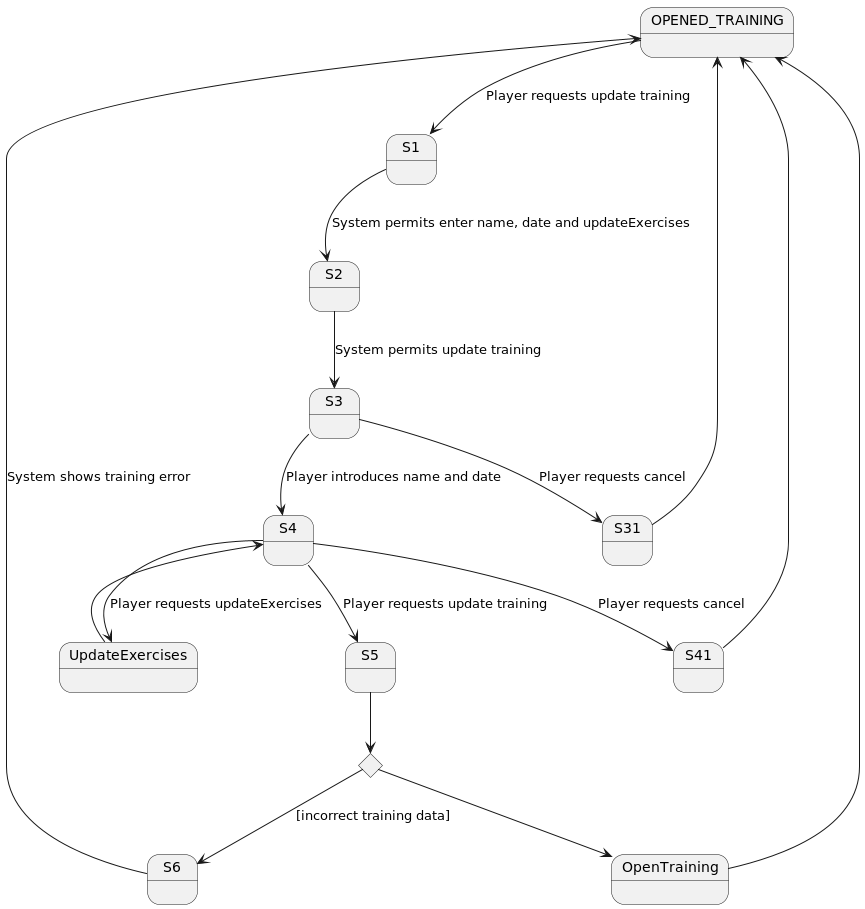 OPENED_TRAINING
Player requests update training
S1
System permits enter name, date and updateExercises
S2
System permits update training
S3
System shows training error
Player introduces name and date
Player requests cancel
S4
S31
Player requests updateExercises
Player requests update training
Player requests cancel
UpdateExercises
S5
S41
[incorrect training data]
S6
OpenTraining